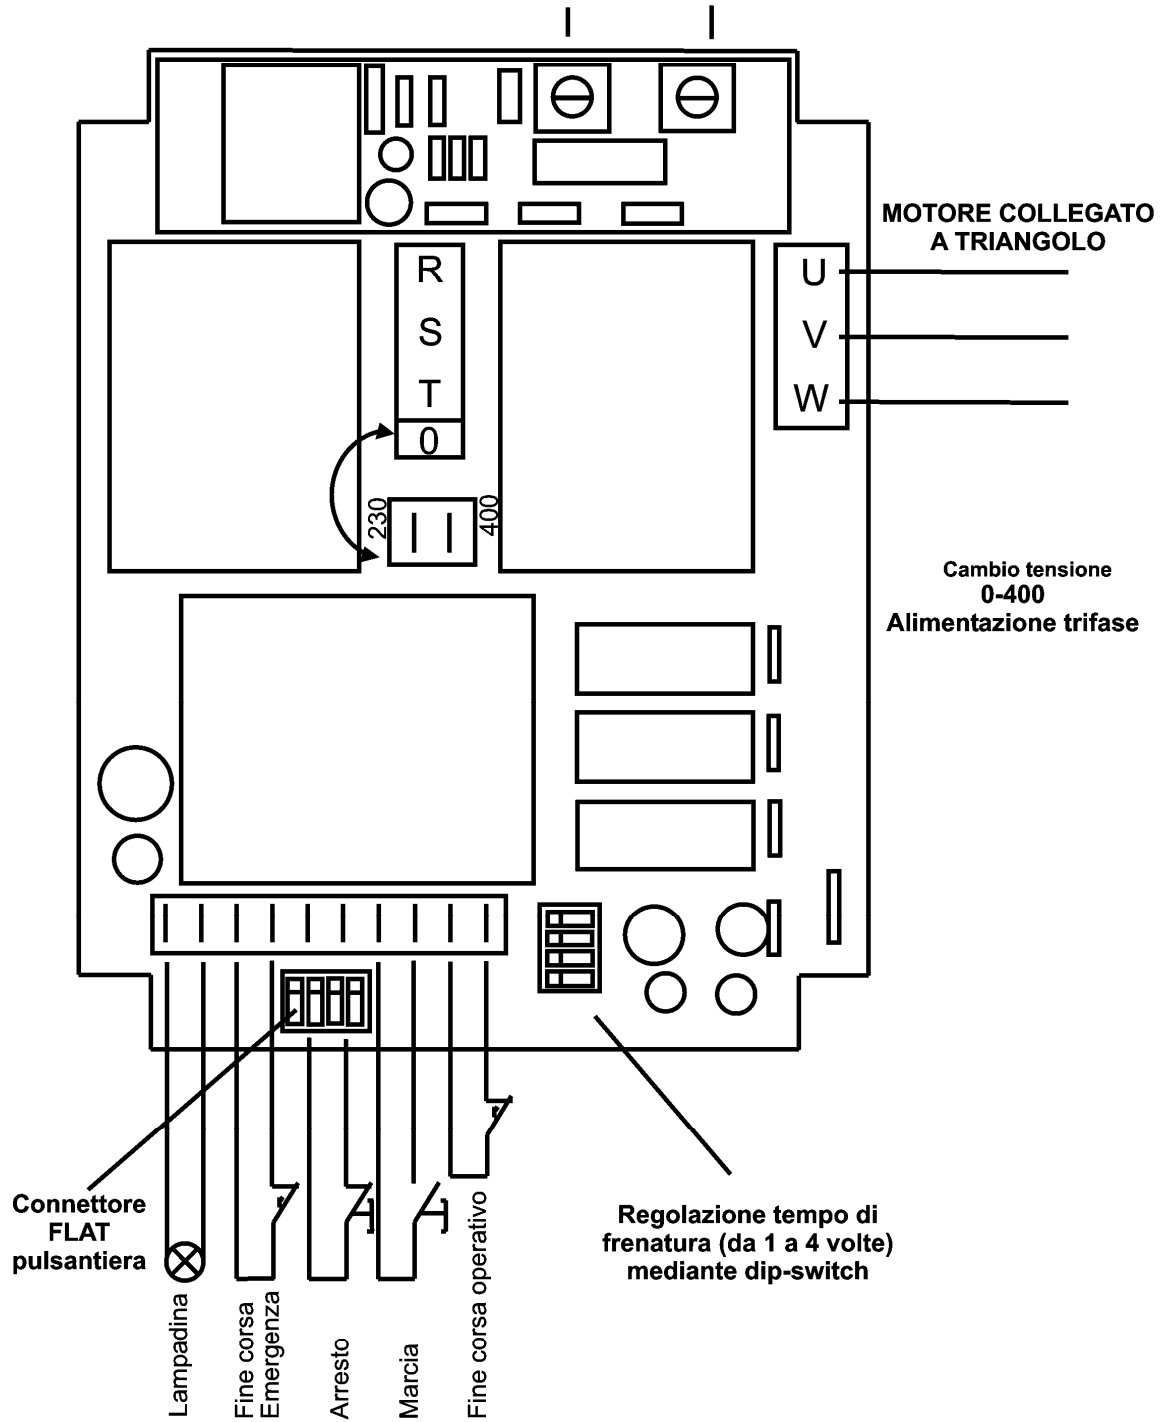 MOTORE COLLEGATO
A TRIANGOLO
R
S
T
0
U
V
W
230
400
Cambio tensione
0-400
Alimentazione trifase
Connettore
FLAT
pulsantiera
Regolazione tempo di
frenatura (da 1 a 4 volte)
mediante dip-switch
Lampadina
Fine corsa
Emergenza
Arresto
Marcia
Fine corsa operativo